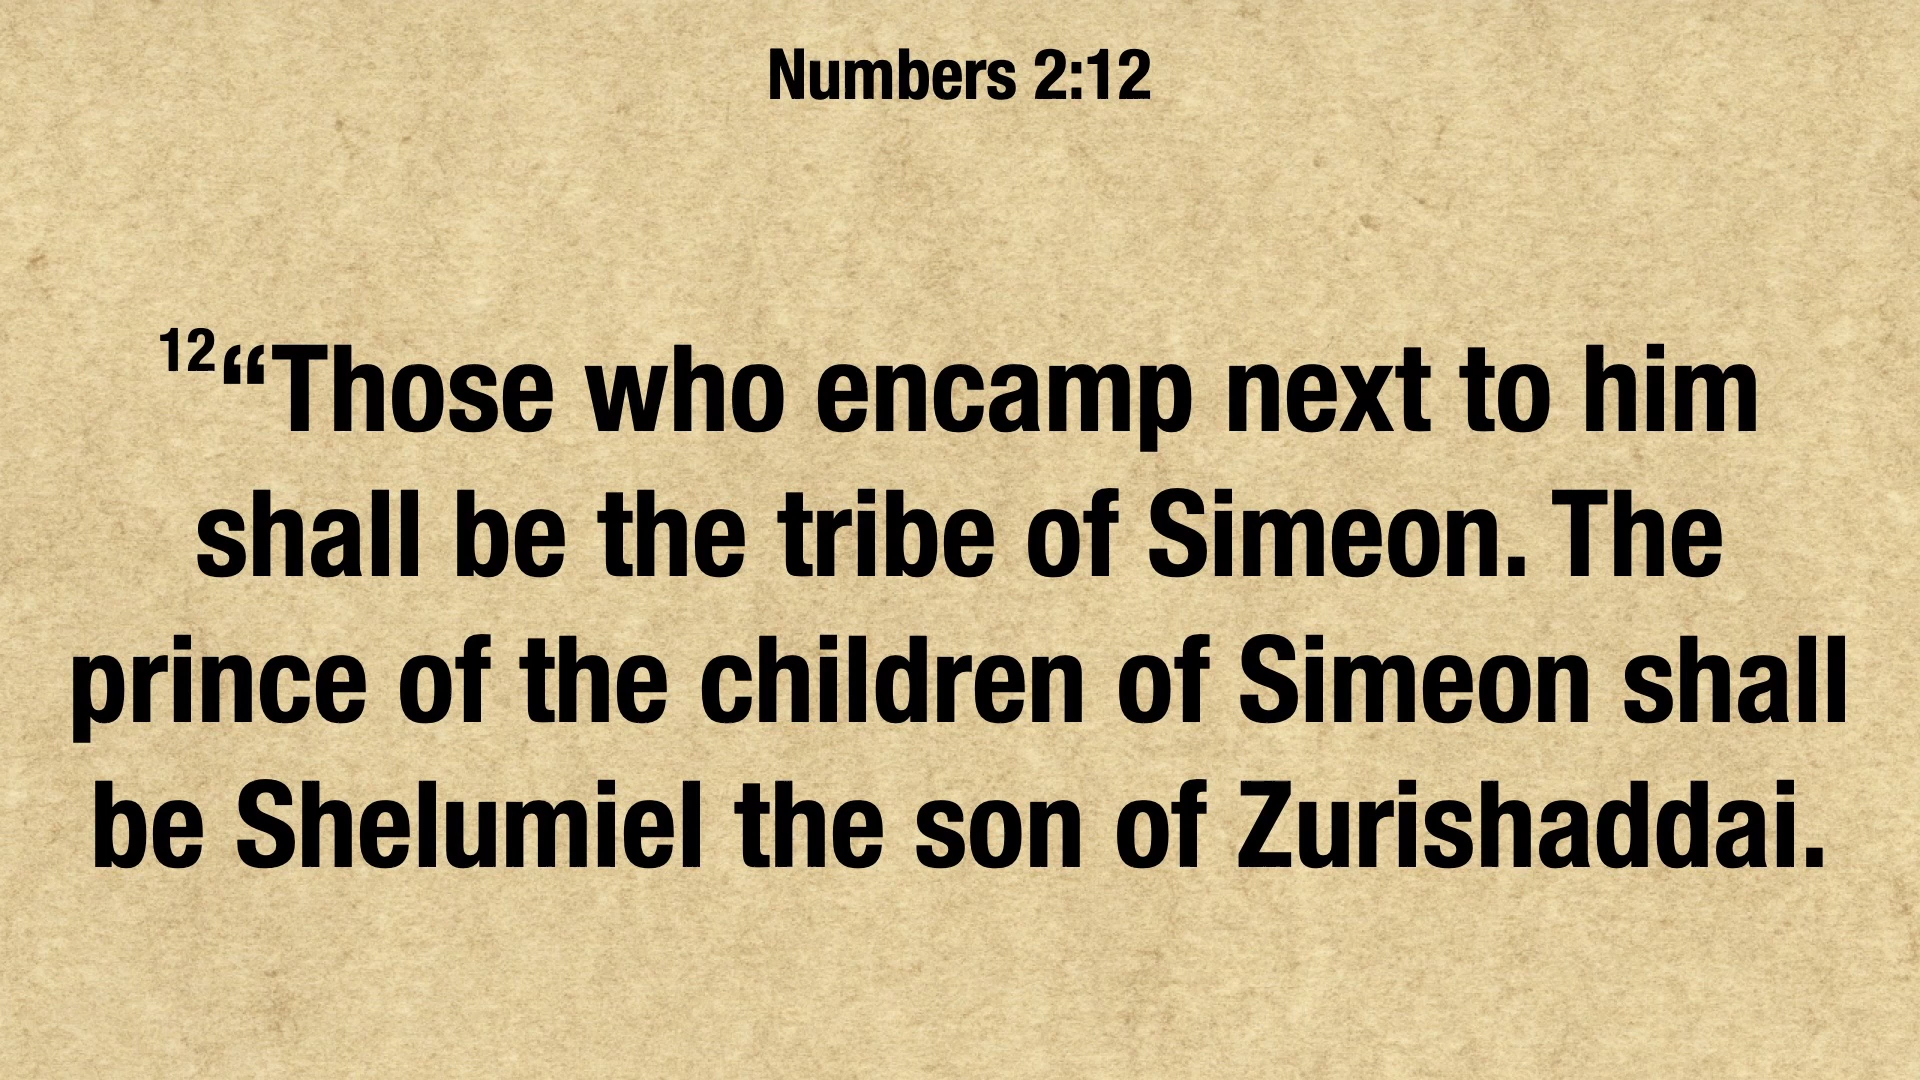 Numbers 2:12
12“Those who encamp next to him
shall be the tribe of Simeon. The
prince of the children of Simeon shall
be Shelumiel the son of Zurishaddai.